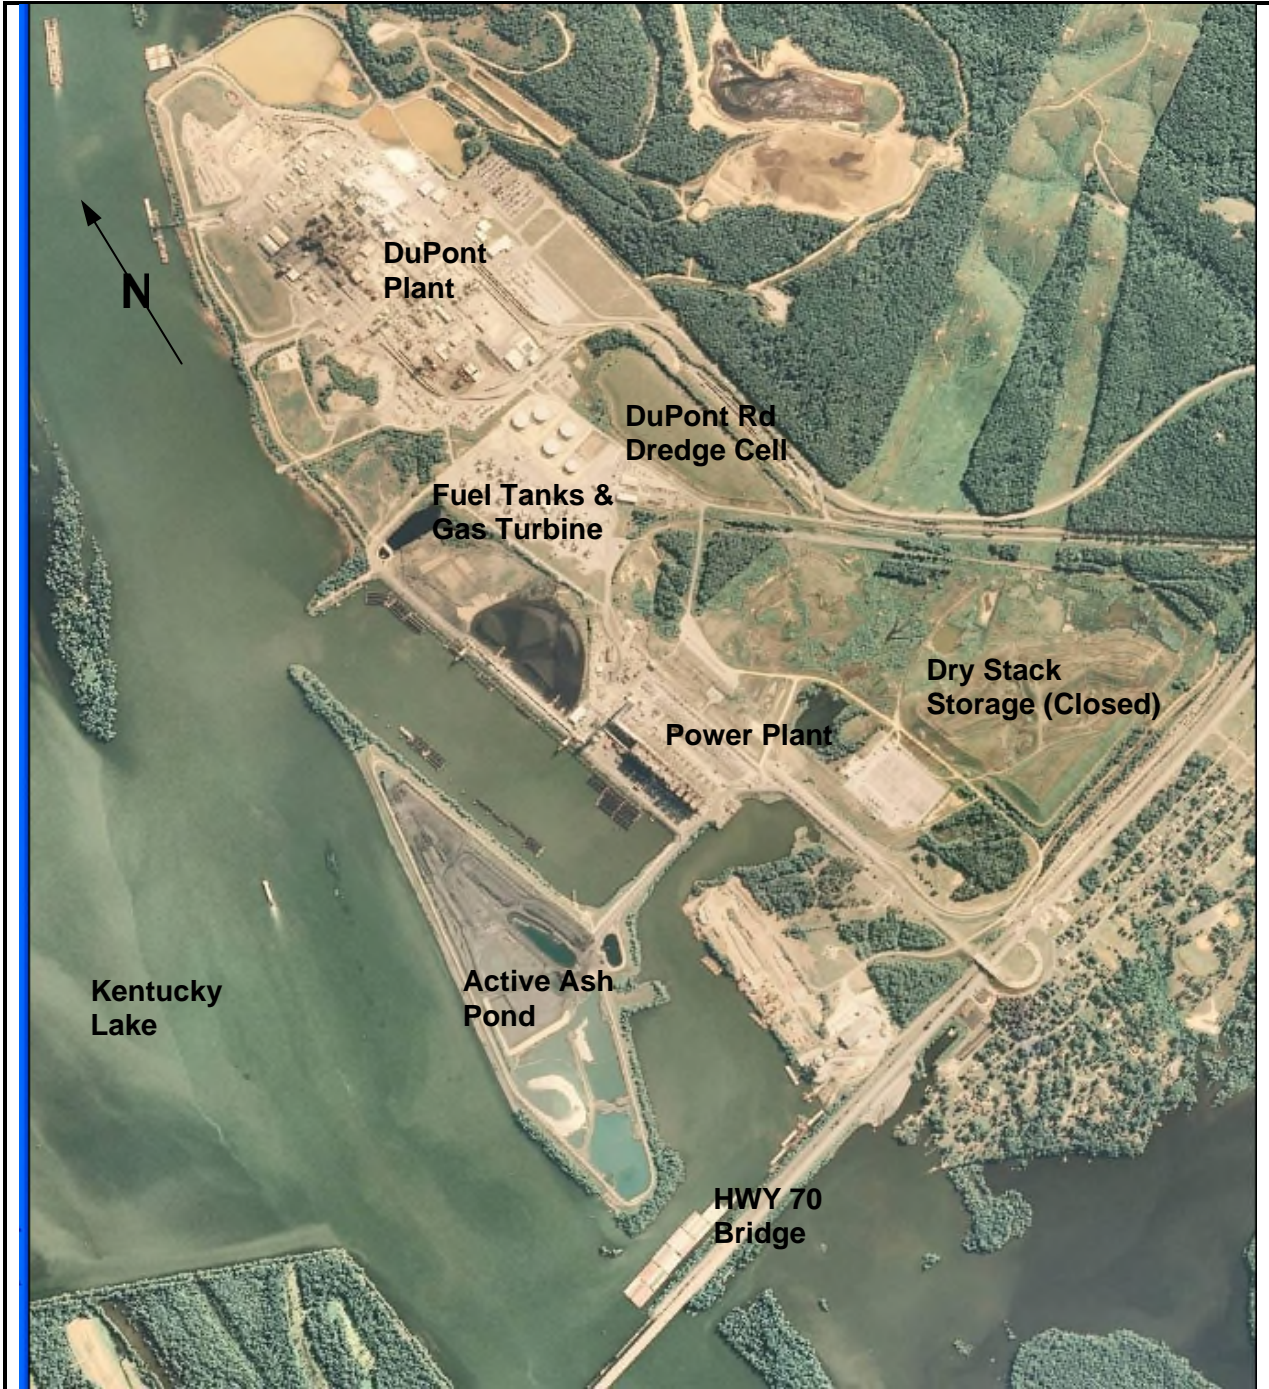 DuPont
Plant
N
DuPont Rd
Dredge Cell
Fuel Tanks &
Gas Turbine
Dry Stack
Storage (Closed)
Power Plant
Active Ash
Pond
Kentucky
Lake
HWY 70
Bridge